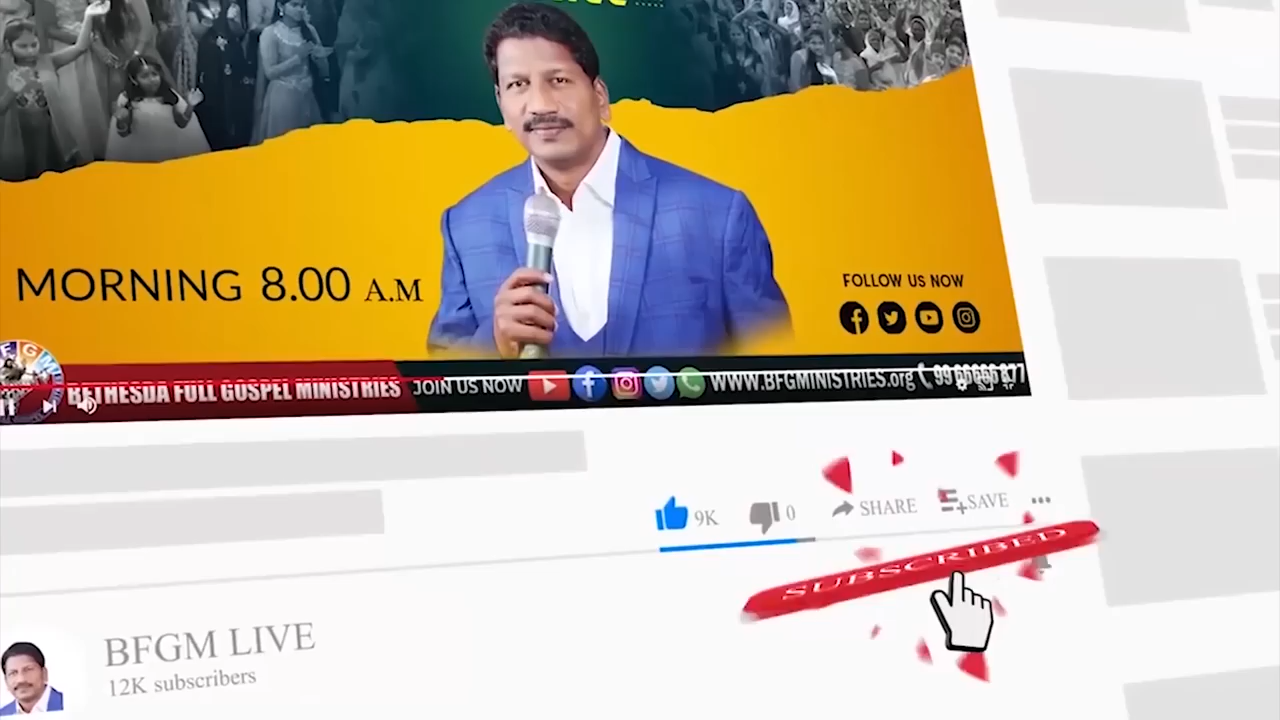 MORNING 8.00 A.M
FOLLOW US NOW
BETHESDA FULL GOSPEL MINISTRIES JOIN US NOW WWW.BFGMINISTRIES.org
9K 0 SHARE SAVE
SUBSCRIBED
BFGM LIVE
12K subscribers